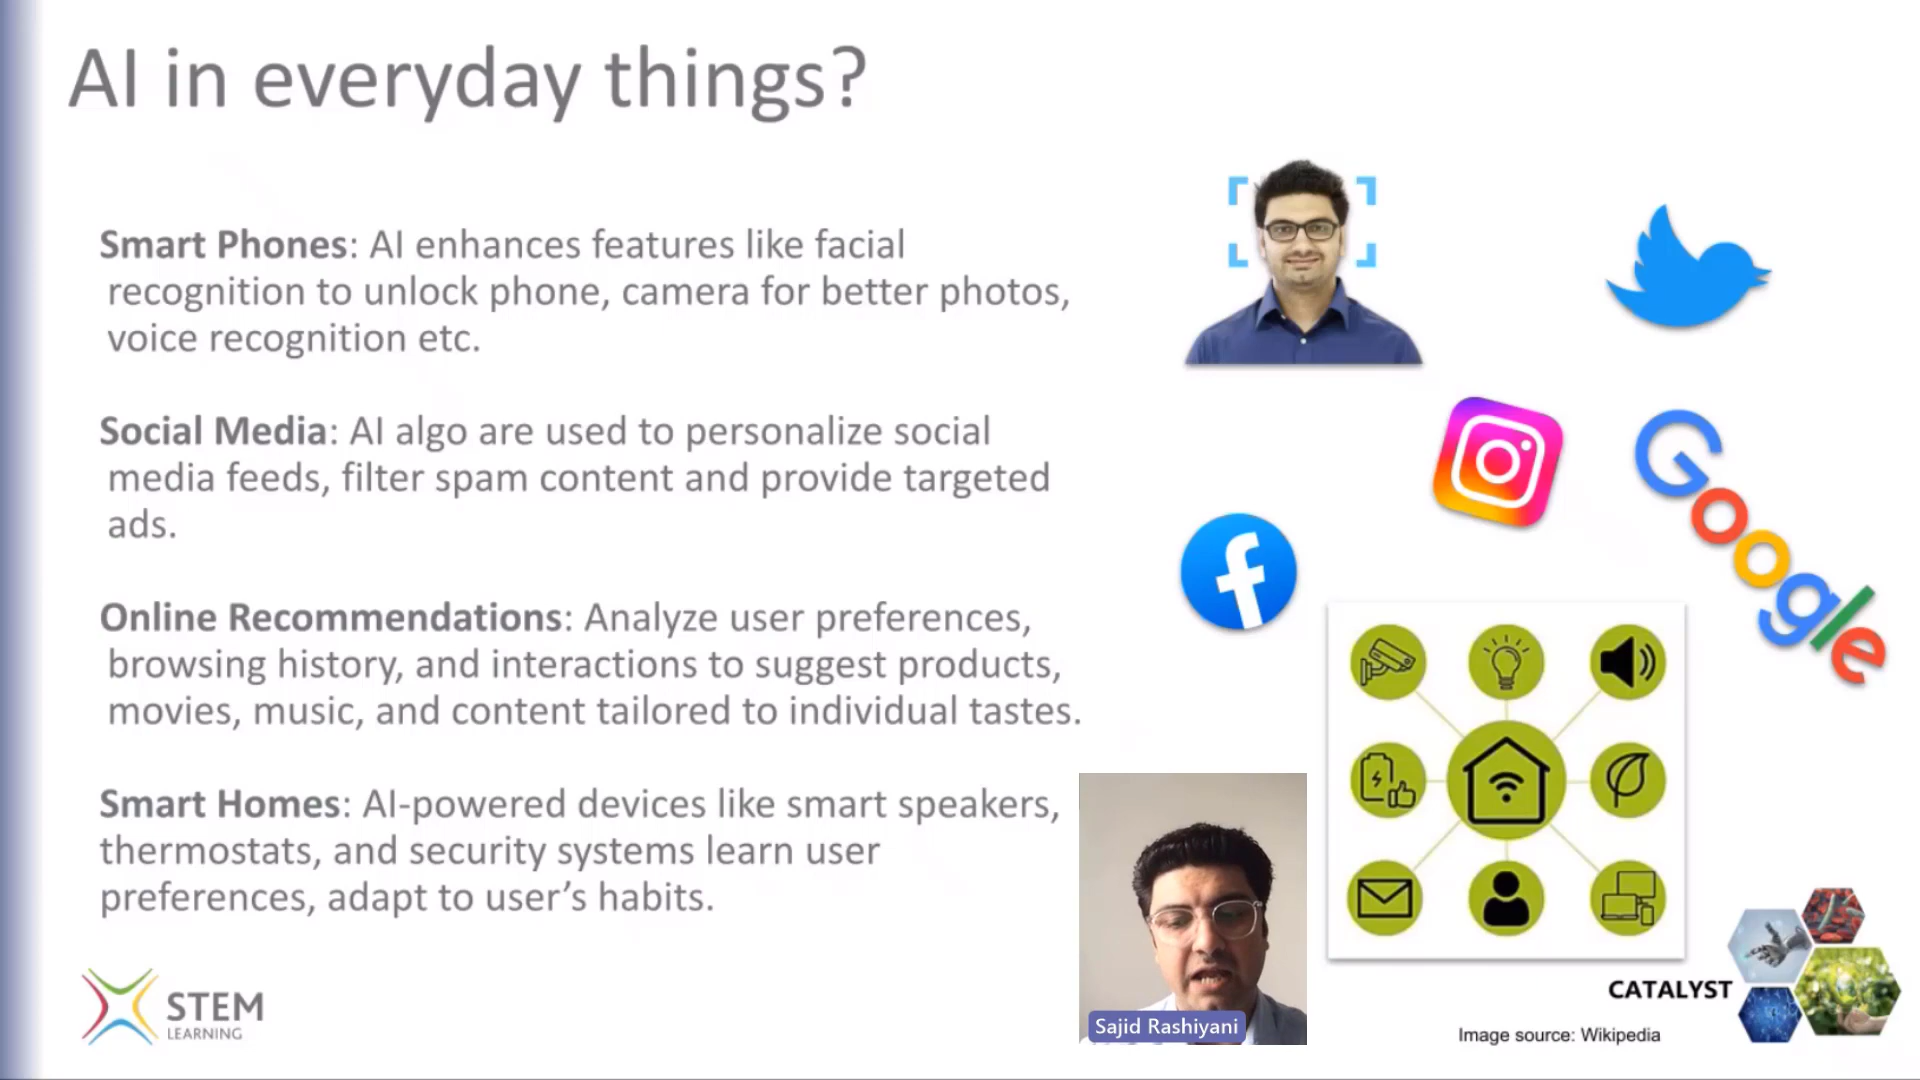 AI in everyday things?
Smart Phones: AI enhances features like facial
recognition to unlock phone, camera for better photos,
voice recognition etc.
Social Media: AI algo are used to personalize social
media feeds, filter spam content and provide targeted
ads.
Online Recommendations: Analyze user preferences,
browsing history, and interactions to suggest products,
movies, music, and content tailored to individual tastes.
Smart Homes: AI-powered devices like smart speakers,
thermostats, and security systems learn user
preferences, adapt to user’s habits.
Google
STEM
LEARNING
Sajid Rashiyani
CATALYST
Image source: Wikipedia